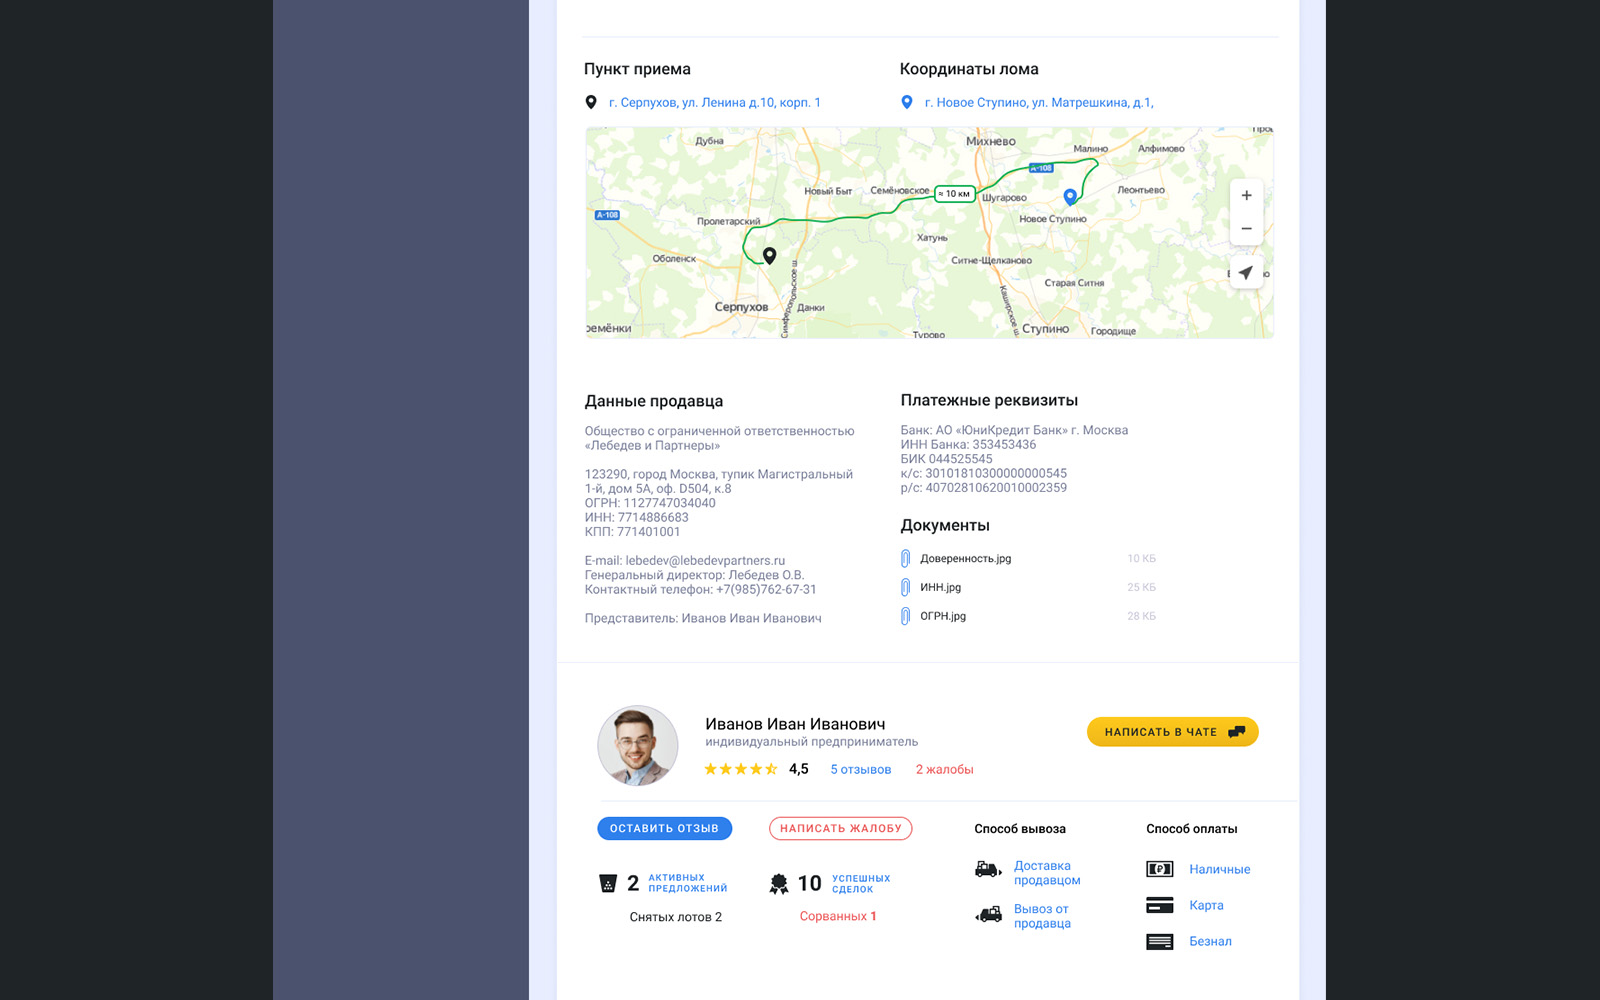 Пункт приема
г. Серпухов, ул. Ленина д.10, корп. 1
Координаты лома
г. Новое Ступино, ул. Матрешкина, д.1,
Дубна
Михнево
Малино
Алфимово
А-108
Новый Быт
Семёновское
≈ 10 км
Шугарово
Леонтьево
+
А-108
Пролетарский
Новое Ступино
−
Хатунь
Оболенск
Ситне-Щелканово
Старая Ситня
Серпухов
Данки
Симферопольское ш.
Каширское ш.
Ступино
Городище
Турово
Данные продавца
Общество с ограниченной ответственностью
«Лебедев и Партнеры»
123290, город Москва, тупик Магистральный
1-й, дом 5А, оф. D504, к.8
ОГРН: 1127747034040
ИНН: 7714886683
КПП: 771401001
E-mail: lebedev@lebedevpartners.ru
Генеральный директор: Лебедев О.В.
Контактный телефон: +7(985)762-67-31
Представитель: Иванов Иван Иванович
Платежные реквизиты
Банк: АО «ЮниКредит Банк» г. Москва
ИНН Банка: 353453436
БИК 044525545
к/с: 30101810300000000545
р/с: 40702810620010002359
Документы
Доверенность.jpg 10 КБ
ИНН.jpg 25 КБ
ОГРН.jpg 28 КБ
Иванов Иван Иванович
индивидуальный предприниматель
4,5 5 отзывов 2 жалобы
НАПИСАТЬ В ЧАТЕ
ОСТАВИТЬ ОТЗЫВ
НАПИСАТЬ ЖАЛОБУ
2 АКТИВНЫХ
ПРЕДЛОЖЕНИЙ
Снятых лотов 2
10 УСПЕШНЫХ
СДЕЛОК
Сорванных 1
Способ вывоза
Доставка
продавцом
Вывоз от
продавца
Способ оплаты
Наличные
Карта
Безнал